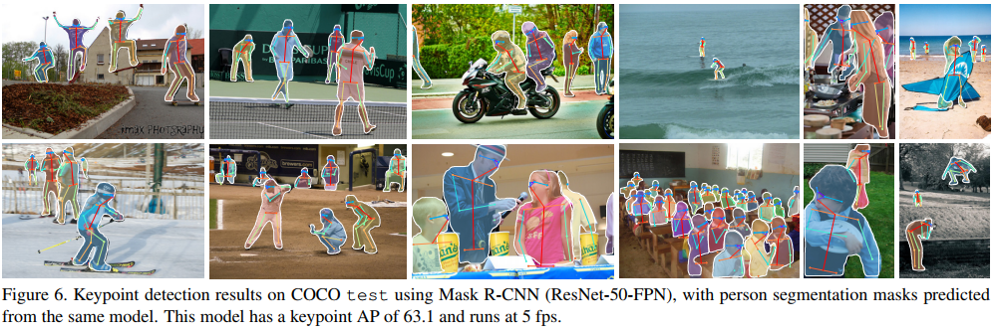 MAX PHOTOGRAPHY
Figure 6. Keypoint detection results on COCO test using Mask R-CNN (ResNet-50-FPN), with person segmentation masks predicted
from the same model. This model has a keypoint AP of 63.1 and runs at 5 fps.